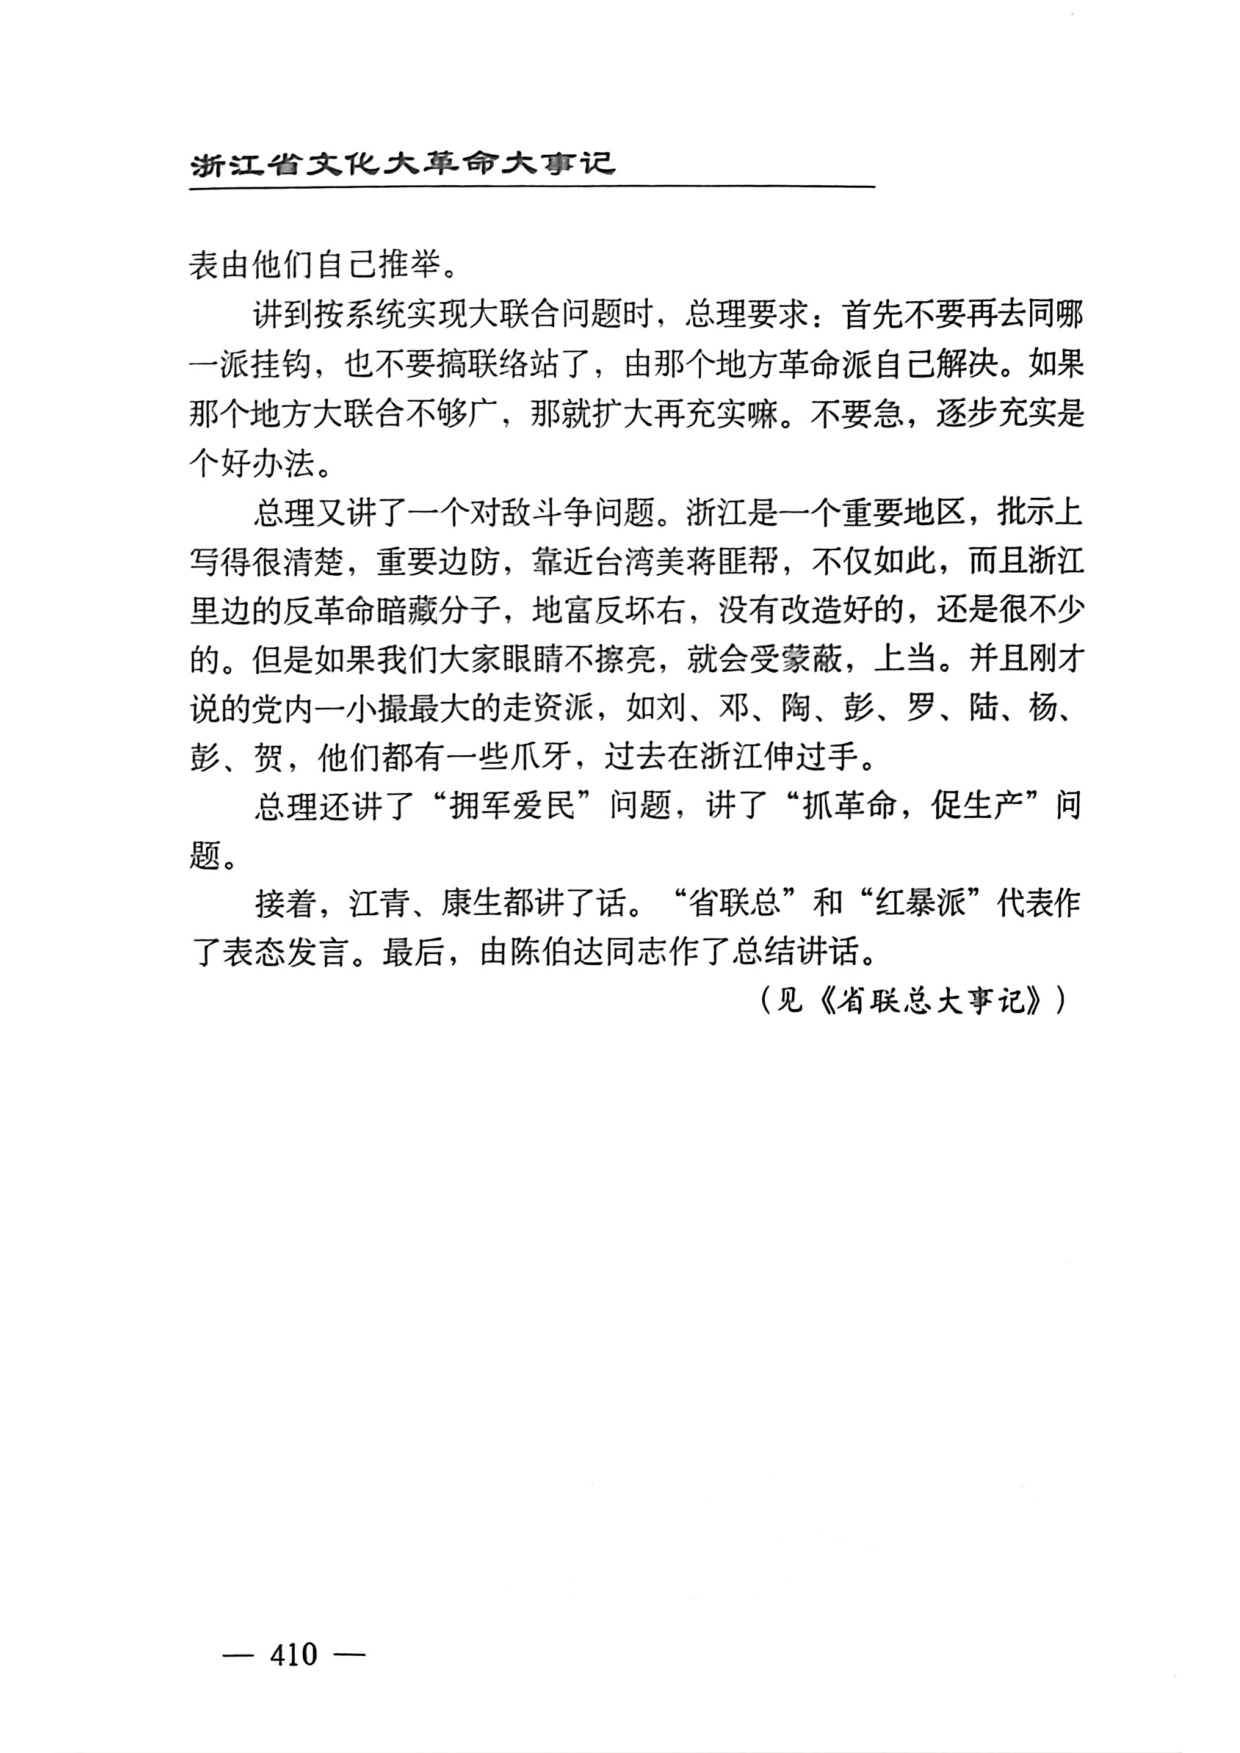 浙江省文化大革命大事记
表由他们自己推举。
讲到按系统实现大联合问题时，总理要求：首先不要再去同哪
一派挂钩，也不要搞联络站了，由那个地方革命派自己解决。如果
那个地方大联合不够广，那就扩大再充实嘛。不要急，逐步充实是
个好办法。
总理又讲了一个对敌斗争问题。浙江是一个重要地区，批示上
写得很清楚，重要边防，靠近台湾美蒋匪帮，不仅如此，而且浙江
里边的反革命暗藏分子，地富反坏右，没有改造好的，还是很不少
的。但是如果我们大家眼睛不擦亮，就会受蒙蔽，上当。并且刚才
说的党内一小撮最大的走资派，如刘、邓、陶、彭、罗、陆、杨、
彭、贺，他们都有一些爪牙，过去在浙江伸过手。
总理还讲了“拥军爱民”问题，讲了“抓革命，促生产”问
题。
接着，江青、康生都讲了话。“省联总”和“红暴派”代表作
了表态发言。最后，由陈伯达同志作了总结讲话。
（见《省联总大事记》）
— 410 —